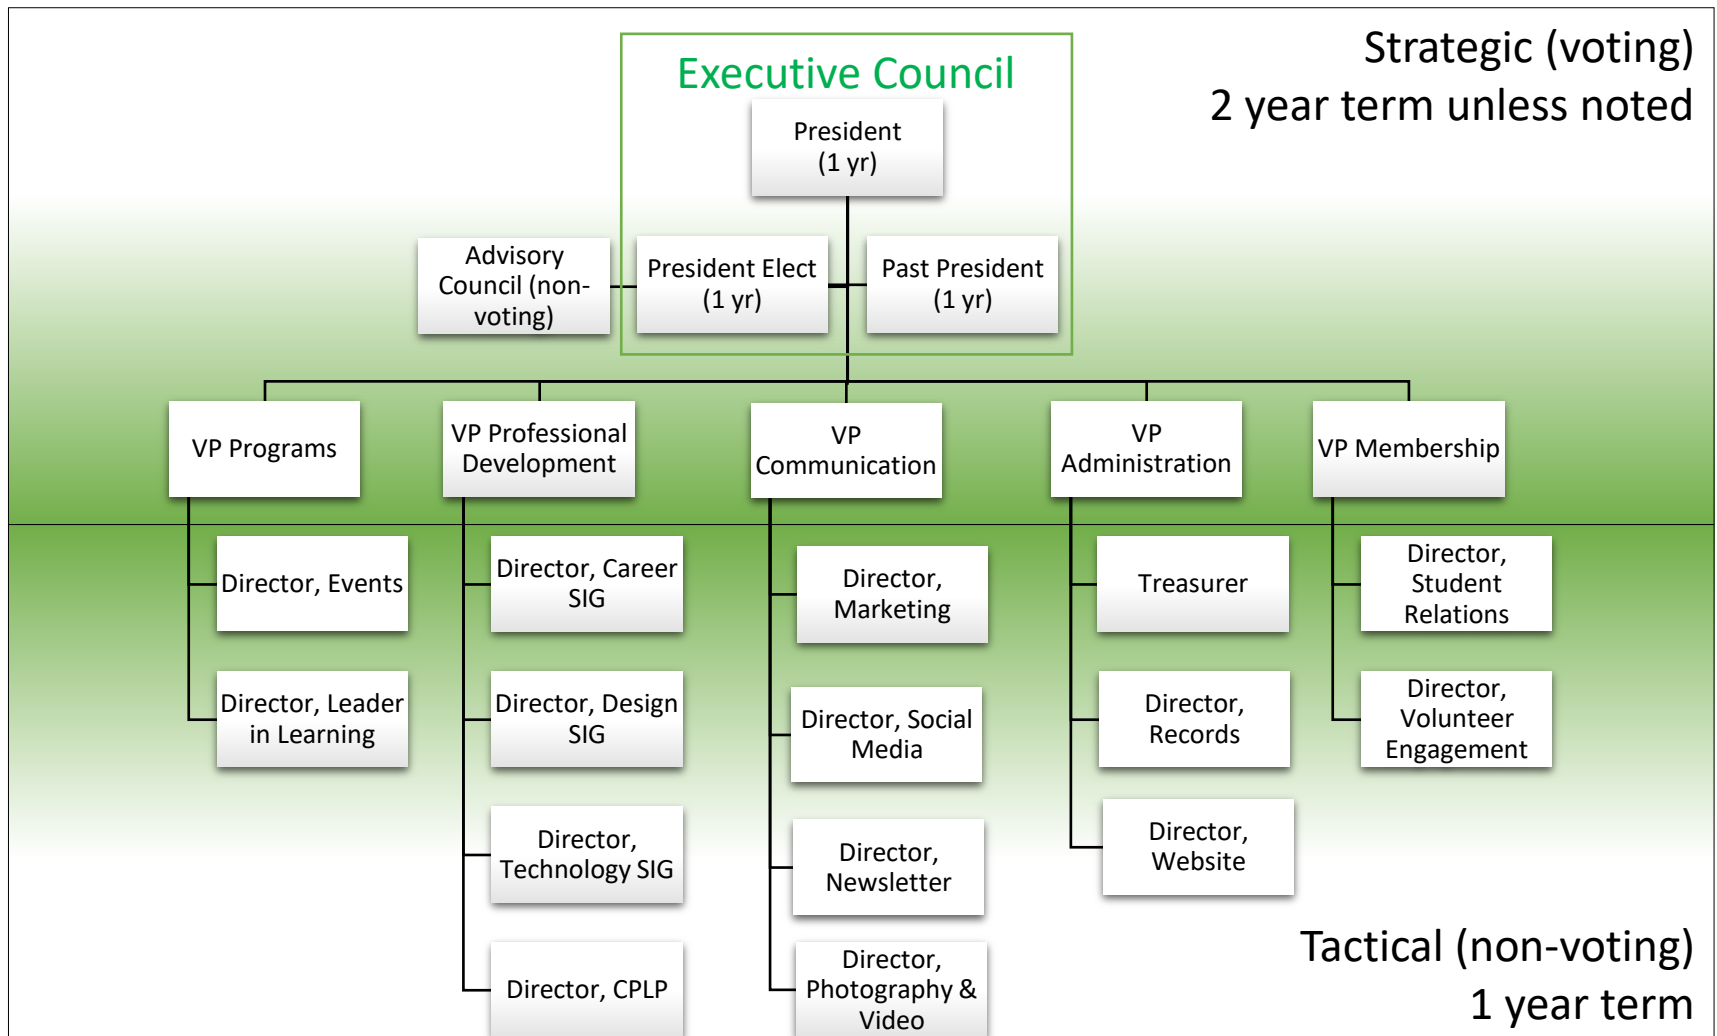 Strategic (voting)
2 year term unless noted
Executive Council
President
(1 yr)
Advisory
Council (non-
voting)
President Elect
(1 yr)
Past President
(1 yr)
VP Programs
VP Professional
Development
VP
Communication
VP
Administration
VP Membership
Director, Events
Director, Leader
in Learning
Director, Career
SIG
Director, Design
SIG
Director,
Technology SIG
Director, CPLP
Director,
Marketing
Director, Social
Media
Director,
Newsletter
Director,
Photography &
Video
Treasurer
Director,
Records
Director,
Website
Director,
Student
Relations
Director,
Volunteer
Engagement
Tactical (non-voting)
1 year term